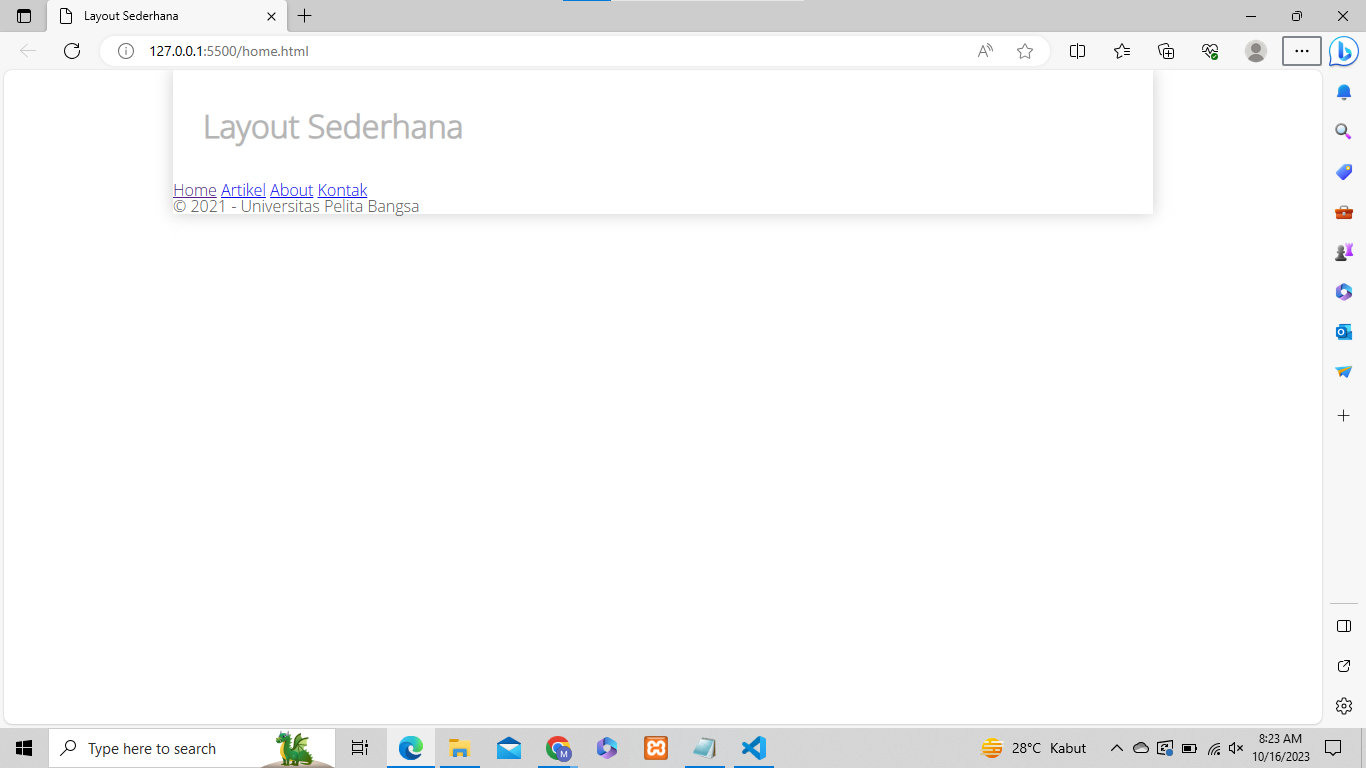 Layout Sederhana
127.0.0.1:5500/home.html
Layout Sederhana
Home Artikel About Kontak
© 2021 - Universitas Pelita Bangsa
Type here to search
28°C Kabut
8:23 AM
10/16/2023